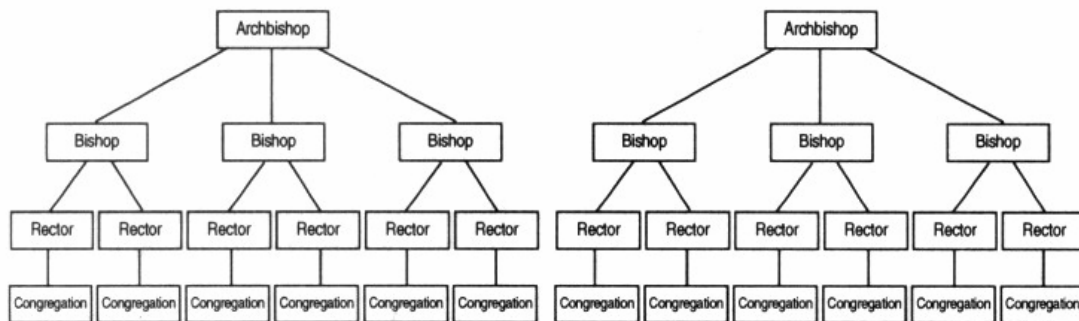 Archbishop Archbishop
Bishop Bishop Bishop Bishop Bishop Bishop
Rector Rector Rector Rector Rector Rector Rector Rector Rector Rector Rector Rector
Congregation Congregation Congregation Congregation Congregation Congregation Congregation Congregation Congregation Congregation Congregation Congregation